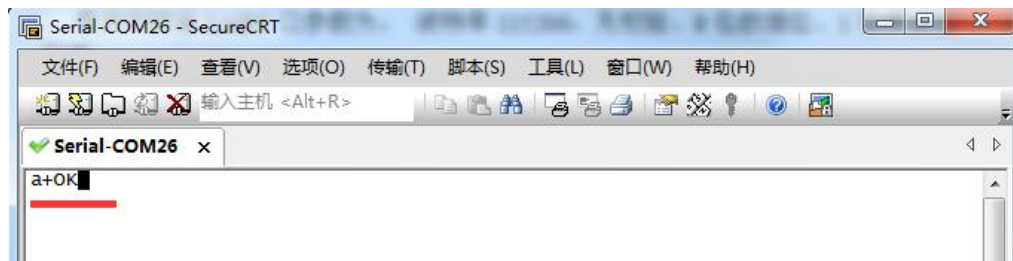 Serial-COM26 - SecureCRT
文件(F) 编辑(E) 查看(V) 选项(O) 传输(T) 脚本(S) 工具(L) 窗口(W) 帮助(H)
输入主机 <Alt+R>
Serial-COM26
a+OK